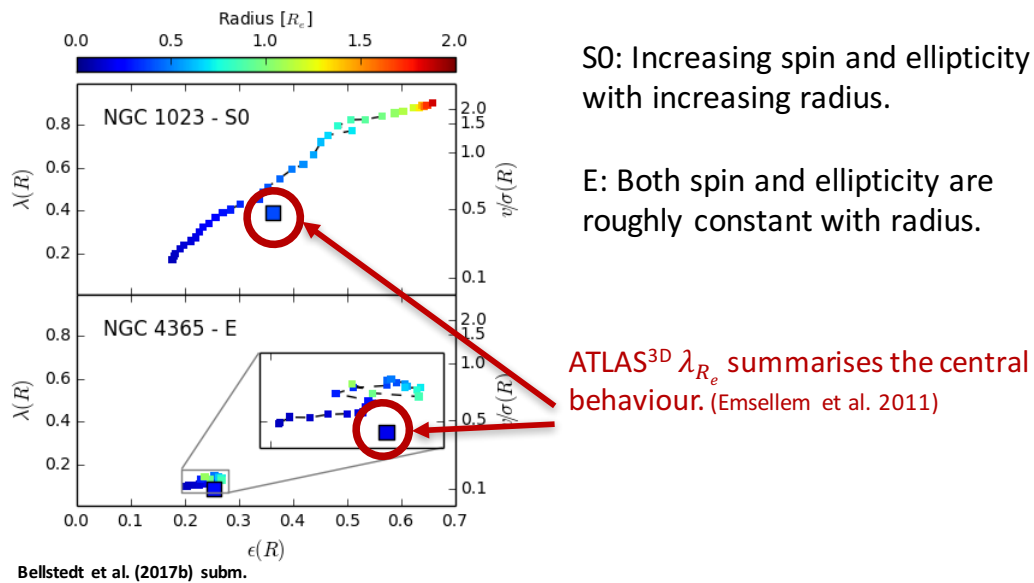 Radius [R_e]
0.0 0.5 1.0 1.5 2.0
NGC 1023 - S0
0.8
0.6
0.4
0.2
λ(R)
2.0
1.5
1.0
0.5
0.1
v/σ(R)
NGC 4365 - E
0.8
0.6
0.4
0.2
λ(R)
2.0
1.5
1.0
0.5
0.1
v/σ(R)
0.0 0.1 0.2 0.3 0.4 0.5 0.6 0.7
ϵ(R)
Bellstedt et al. (2017b) subm.
S0: Increasing spin and ellipticity
with increasing radius.
E: Both spin and ellipticity are
roughly constant with radius.
ATLAS³ᴰ λ_{R_e} summarises the central
behaviour. (Emsellem et al. 2011)